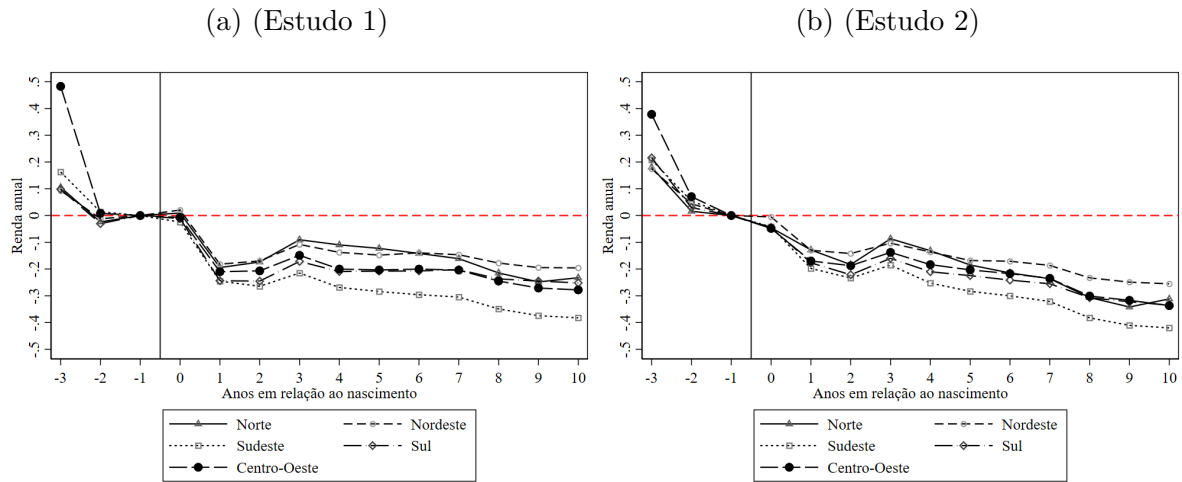 (a) (Estudo 1)
Renda anual
.5
.4
.3
.2
.1
0
-.1
-.2
-.3
-.4
-.5
-3 -2 -1 0 1 2 3 4 5 6 7 8 9 10
Anos em relação ao nascimento
Norte Nordeste
Sudeste Sul
Centro-Oeste
(b) (Estudo 2)
Renda anual
.5
.4
.3
.2
.1
0
-.1
-.2
-.3
-.4
-.5
-3 -2 -1 0 1 2 3 4 5 6 7 8 9 10
Anos em relação ao nascimento
Norte Nordeste
Sudeste Sul
Centro-Oeste